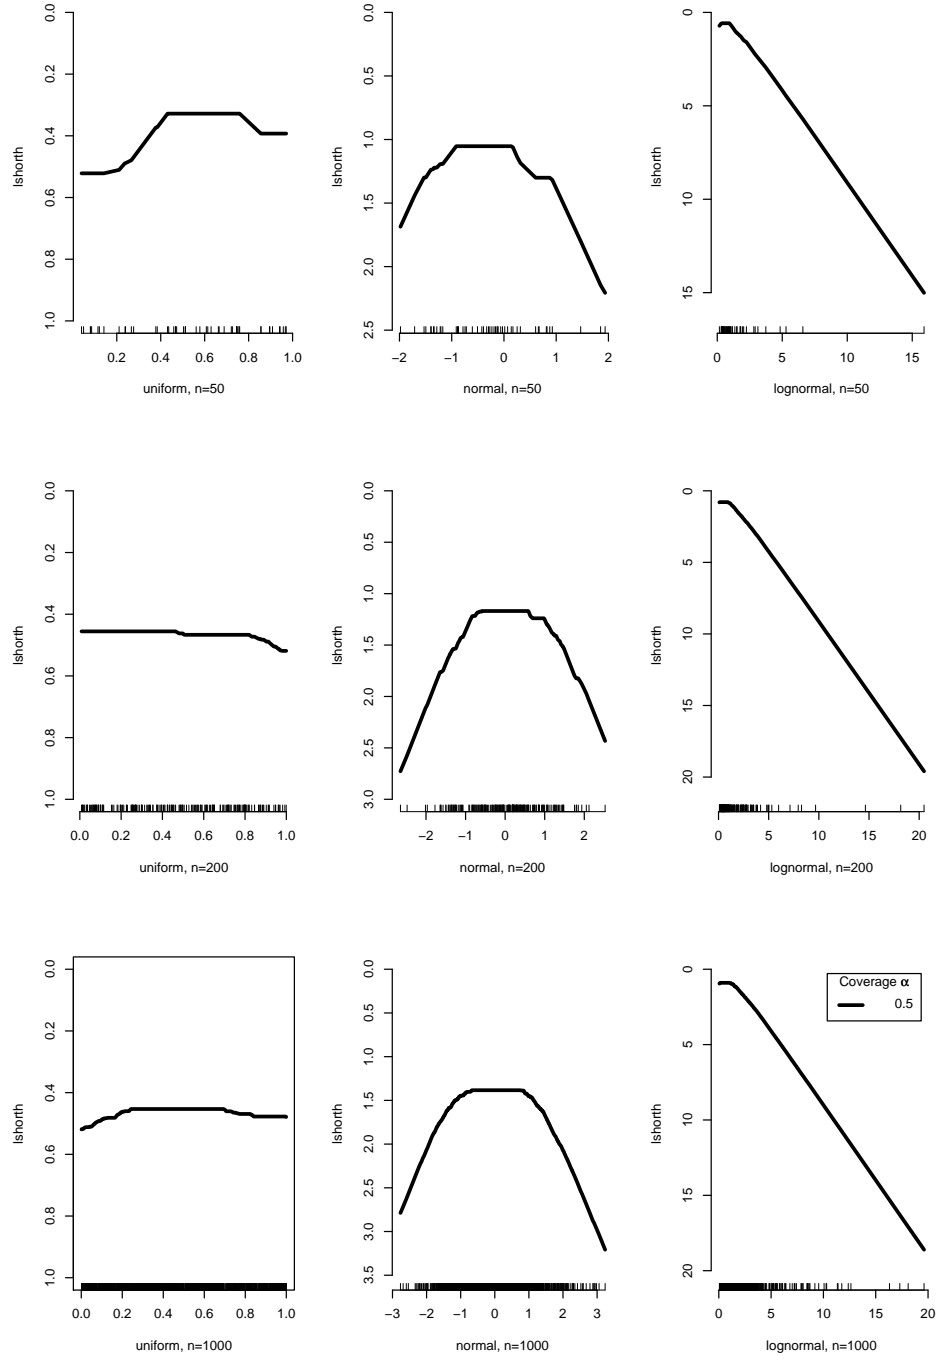 0.0 0.2 0.4 0.6 0.8 1.0
lshorth
0.2 0.4 0.6 0.8 1.0
uniform, n=50
0.0 0.5 1.0 1.5 2.0 2.5
lshorth
−2 −1 0 1 2
normal, n=50
0 5 10 15
lshorth
0 5 10 15
lognormal, n=50
0.0 0.2 0.4 0.6 0.8 1.0
lshorth
0.0 0.2 0.4 0.6 0.8 1.0
uniform, n=200
0.0 0.5 1.0 1.5 2.0 2.5 3.0
lshorth
−2 −1 0 1 2
normal, n=200
0 5 10 15 20
lshorth
0 5 10 15 20
lognormal, n=200
0.0 0.2 0.4 0.6 0.8 1.0
lshorth
0.0 0.2 0.4 0.6 0.8 1.0
uniform, n=1000
0.0 0.5 1.0 1.5 2.0 2.5 3.0 3.5
lshorth
−3 −2 −1 0 1 2 3
normal, n=1000
0 5 10 15 20
lshorth
Coverage α
0.5
0 5 10 15 20
lognormal, n=1000